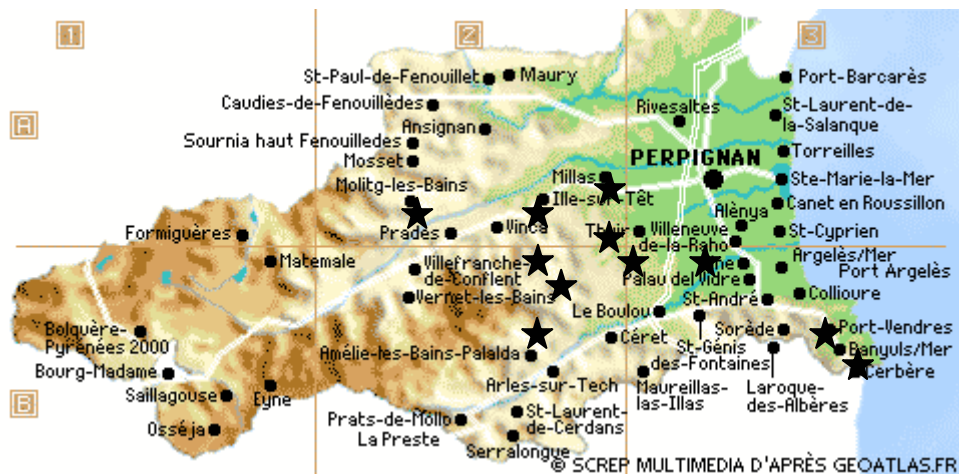 1
2
3
A
B
St-Paul-de-Fenouillet
Maury
Port-Barcarès
Caudies-de-Fenouillèdes
Rivesaltes
St-Laurent-de-
la-Salanque
Ansignan
Sournia haut Fenouilledes
Mosset
PERPIGNAN
Torreilles
Millas
Ste-Marie-la-Mer
Molitg-les-Bains
Ille-sur-Têt
Canet en Roussillon
Alènya
Formiguères
Prades
Vinca
Villeneuve
de-la-Raho
St-Cyprien
Matemale
Villefranche-
de-Conflent
Argelès/Mer
Port Argelès
Palau del Vidre
Vernet-les-Bains
St-André
Collioure
Le Boulou
Bolquère-
Pyrénées 2000
Céret
St-Génis
des-Fontaines
Sorède
Port-Vendres
Banyuls/Mer
Amélie-les-Bains-Palalda
Bourg-Madame
Arles-sur-Tech
Cerbère
Saillagouse
Eyne
Maureillas-
las-Illas
Laroque-
des-Albères
Osséja
Prats-de-Mollo
La Preste
St-Laurent-
de-Cerdans
Serralongue
© SCREP MULTIMEDIA D'APRÈS GEOATLAS.FR